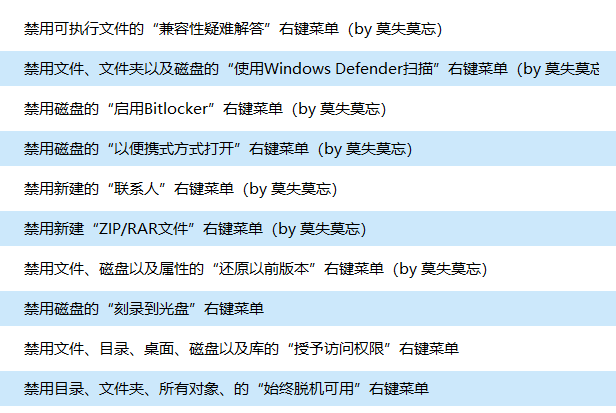 禁用可执行文件的“兼容性疑难解答”右键菜单（by 莫失莫忘）
禁用文件、文件夹以及磁盘的“使用Windows Defender扫描”右键菜单（by 莫失莫忘
禁用磁盘的“启用Bitlocker”右键菜单（by 莫失莫忘）
禁用磁盘的“以便携式方式打开”右键菜单（by 莫失莫忘）
禁用新建的“联系人”右键菜单（by 莫失莫忘）
禁用新建“ZIP/RAR文件”右键菜单（by 莫失莫忘）
禁用文件、磁盘以及属性的“还原以前版本”右键菜单（by 莫失莫忘）
禁用磁盘的“刻录到光盘”右键菜单
禁用文件、目录、桌面、磁盘以及库的“授予访问权限”右键菜单
禁用目录、文件夹、所有对象、的“始终脱机可用”右键菜单